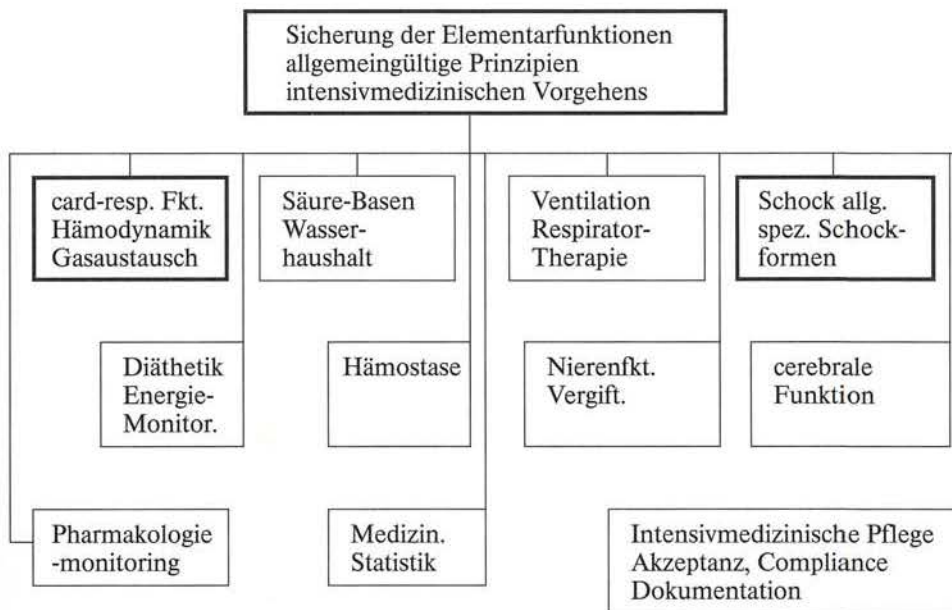 Sicherung der Elementarfunktionen
allgemeingültige Prinzipien
intensivmedizinischen Vorgehens
card-resp. Fkt.
Hämodynamik
Gasaustausch
Säure-Basen
Wasser-
haushalt
Ventilation
Respirator-
Therapie
Schock allg.
spez. Schock-
formen
Diäthetik
Energie-
Monitor.
Hämostase
Nierenfkt.
Vergift.
cerebrale
Funktion
Pharmakologie
-monitoring
Medizin.
Statistik
Intensivmedizinische Pflege
Akzeptanz, Compliance
Dokumentation